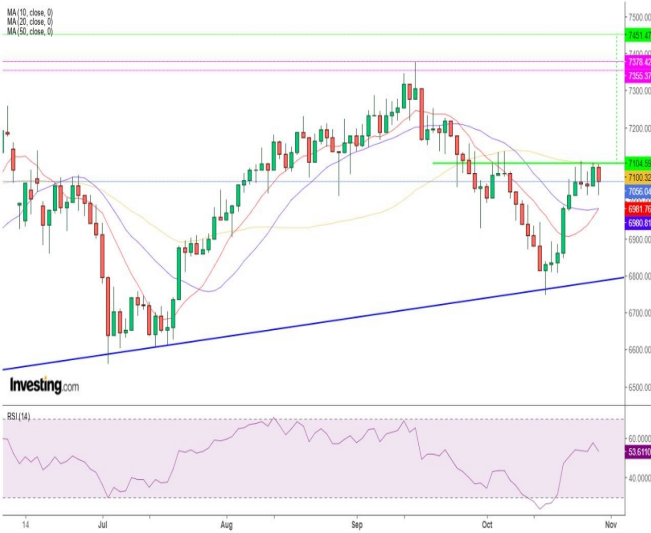 MA (10, close, 0)
MA (20, close, 0)
MA (50, close, 0)
7500.00
7451.47
7378.42
7355.37
7300.00
7200.00
7104.59
7100.32
7056.04
6981.76
6980.81
6900.00
6800.00
6700.00
6600.00
6500.00
Investing.com
RSI (14)
60.0000
53.6110
40.0000
14
Jul
Aug
Sep
Oct
Nov